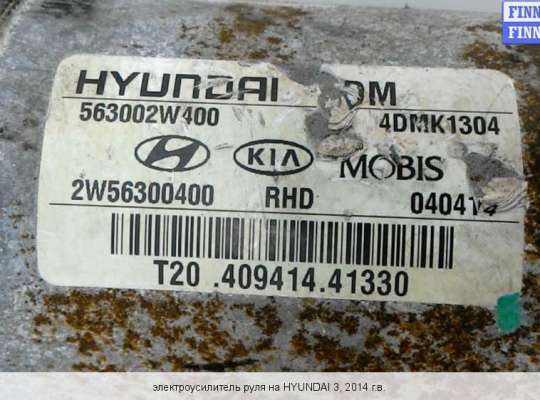 FINN
FINN
HYUNDAI DM
563002W400 4DMK1304
KIA MOBIS
2W56300400 RHD 040414
T20 .409414.41330
электроусилитель руля на HYUNDAI 3, 2014 г.в.